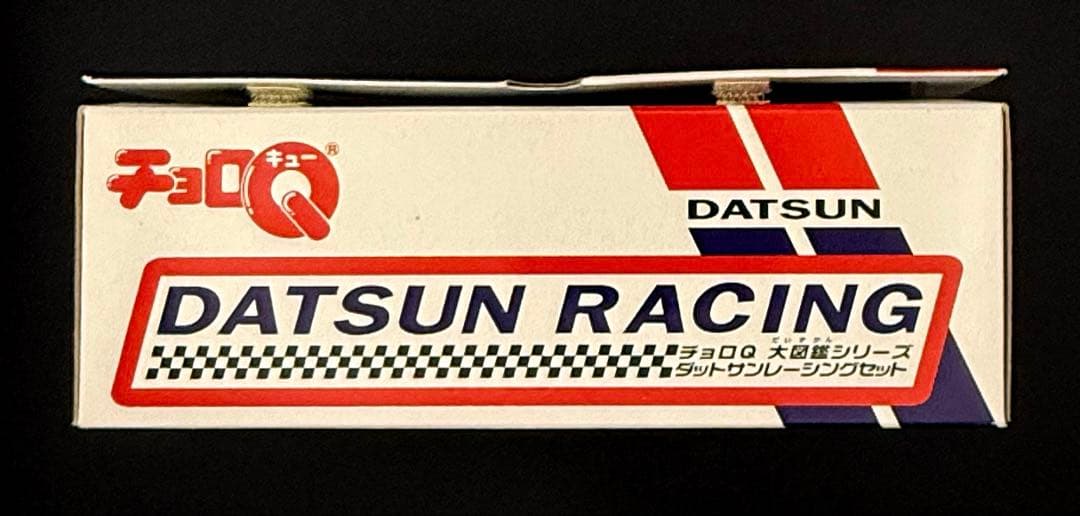 チョロQ キュー ®
DATSUN
DATSUN RACING
だいずかん
チョロQ 大図鑑シリーズ
ダットサンレーシングセット